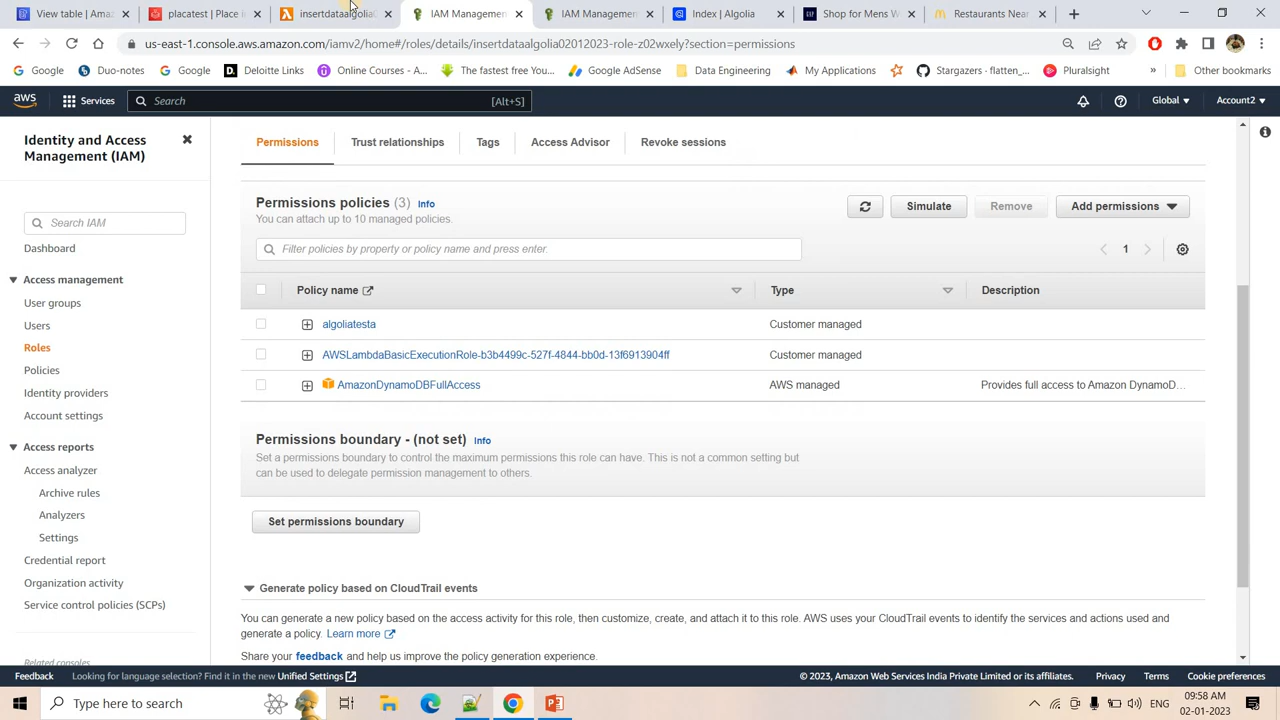 View table | Amaz
placatest | Place in
insertdataalgolia0
IAM Management
IAM Management
Index | Algolia
Shop for Mens W
Restaurants Near
us-east-1.console.aws.amazon.com/iamv2/home#/roles/details/insertdataalgolia02012023-role-z02wxely?section=permissions
Google
Duo-notes
Google
Deloitte Links
Online Courses - A...
The fastest free You...
Google AdSense
Data Engineering
My Applications
Stargazers · flatten_...
Pluralsight
»
Other bookmarks
aws
Services
Search
[Alt+S]
Global
Account2
Identity and Access
Management (IAM)
Search IAM
Dashboard
Access management
User groups
Users
Roles
Policies
Identity providers
Account settings
Access reports
Access analyzer
Archive rules
Analyzers
Settings
Credential report
Organization activity
Service control policies (SCPs)
Related consoles
Permissions
Trust relationships
Tags
Access Advisor
Revoke sessions
Permissions policies (3) Info
You can attach up to 10 managed policies.
Simulate
Remove
Add permissions
Filter policies by property or policy name and press enter.
1
Policy name
Type
Description
algoliatesta
Customer managed
AWSLambdaBasicExecutionRole-b3b4499c-527f-4844-bb0d-13f6913904ff
Customer managed
AmazonDynamoDBFullAccess
AWS managed
Provides full access to Amazon DynamoD...
Permissions boundary - (not set) Info
Set a permissions boundary to control the maximum permissions this role can have. This is not a common setting but
can be used to delegate permission management to others.
Set permissions boundary
Generate policy based on CloudTrail events
You can generate a new policy based on the access activity for this role, then customize, create, and attach it to this role. AWS uses your CloudTrail events to identify the services and actions used and
generate a policy. Learn more
Share your feedback and help us improve the policy generation experience.
Feedback
Looking for language selection? Find it in the new Unified Settings
© 2023, Amazon Web Services India Private Limited or its affiliates.
Privacy
Terms
Cookie preferences
Type here to search
ENG
09:58 AM
02-01-2023